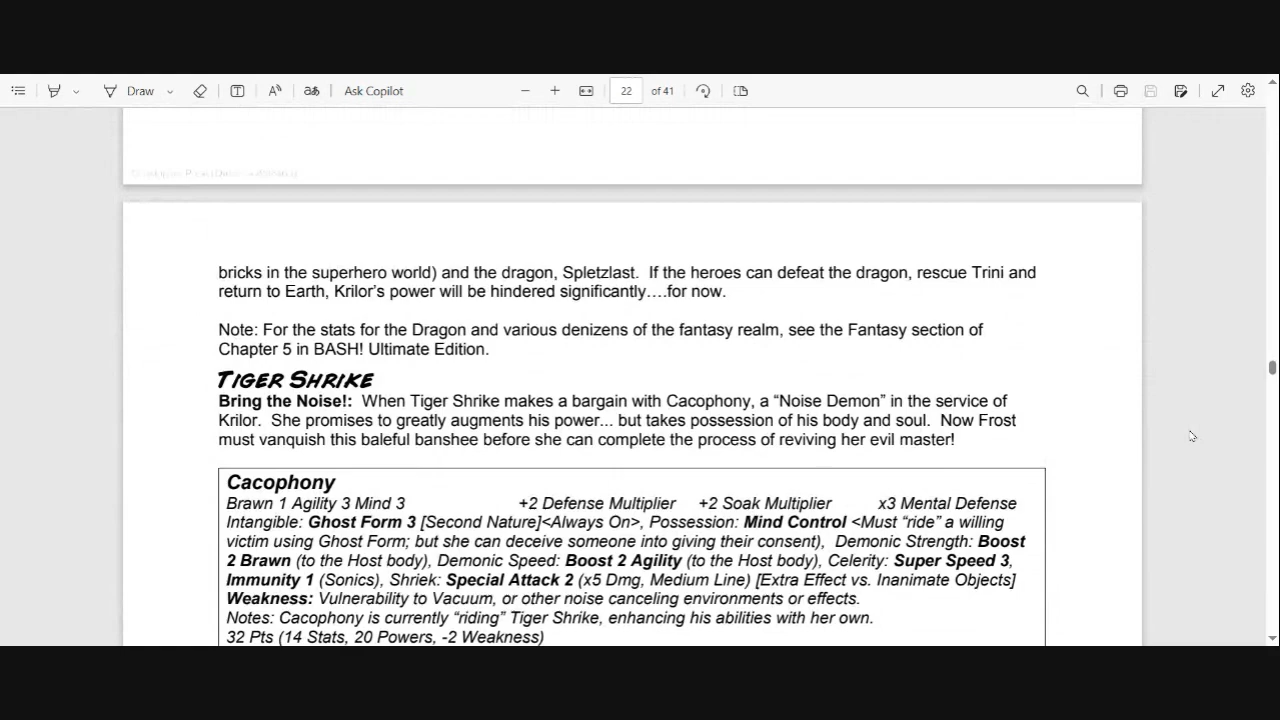 Draw
Ask Copilot
22 of 41
bricks in the superhero world) and the dragon, Spletzlast.  If the heroes can defeat the dragon, rescue Trini and
return to Earth, Krilor's power will be hindered significantly….for now.
Note: For the stats for the Dragon and various denizens of the fantasy realm, see the Fantasy section of
Chapter 5 in BASH! Ultimate Edition.
TIGER SHRIKE
Bring the Noise!:  When Tiger Shrike makes a bargain with Cacophony, a “Noise Demon” in the service of
Krilor.  She promises to greatly augments his power... but takes possession of his body and soul.  Now Frost
must vanquish this baleful banshee before she can complete the process of reviving her evil master!
Cacophony
Brawn 1 Agility 3 Mind 3 +2 Defense Multiplier +2 Soak Multiplier x3 Mental Defense
Intangible: Ghost Form 3 [Second Nature]<Always On>, Possession: Mind Control <Must “ride” a willing
victim using Ghost Form; but she can deceive someone into giving their consent),  Demonic Strength: Boost
2 Brawn (to the Host body), Demonic Speed: Boost 2 Agility (to the Host body), Celerity: Super Speed 3,
Immunity 1 (Sonics), Shriek: Special Attack 2 (x5 Dmg, Medium Line) [Extra Effect vs. Inanimate Objects]
Weakness: Vulnerability to Vacuum, or other noise canceling environments or effects.
Notes: Cacophony is currently “riding” Tiger Shrike, enhancing his abilities with her own.
32 Pts (14 Stats, 20 Powers, -2 Weakness)